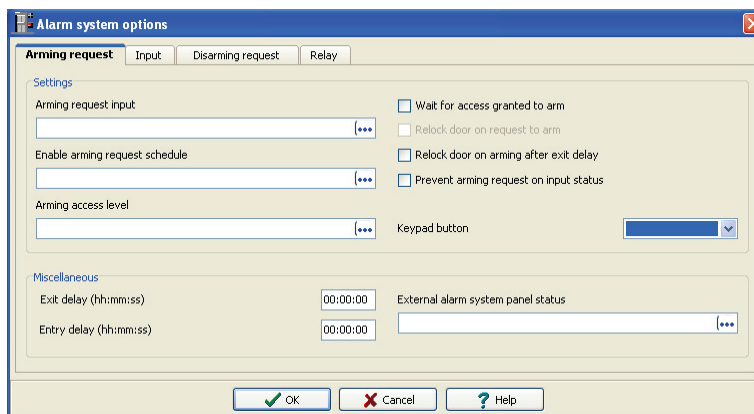 Alarm system options
Arming request
Input
Disarming request
Relay
Settings
Arming request input
Enable arming request schedule
Arming access level
Wait for access granted to arm
Relock door on request to arm
Relock door on arming after exit delay
Prevent arming request on input status
Keypad button
Miscellaneous
Exit delay (hh:mm:ss) 00:00:00
Entry delay (hh:mm:ss) 00:00:00
External alarm system panel status
OK
Cancel
? Help